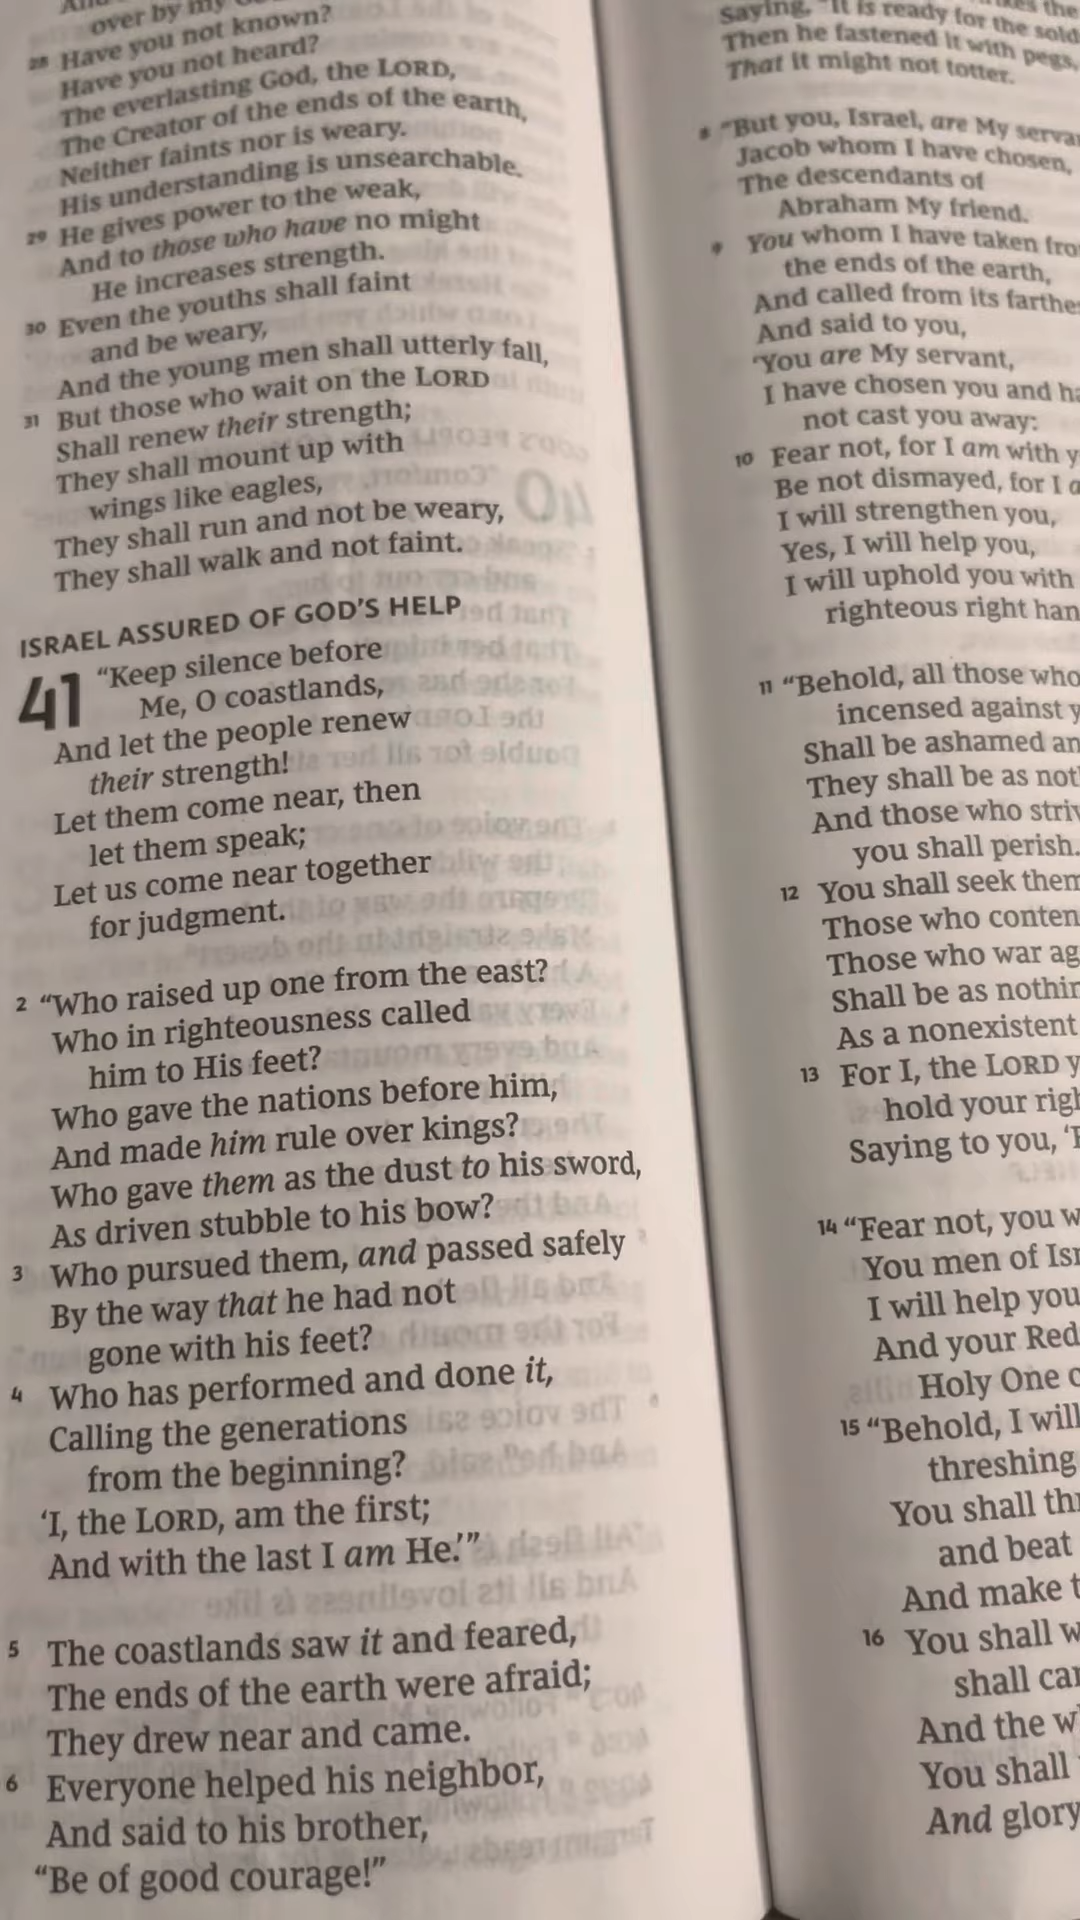 over by my
28 Have you not known?
Have you not heard?
The everlasting God, the LORD,
The Creator of the ends of the earth,
Neither faints nor is weary.
His understanding is unsearchable.
29 He gives power to the weak,
And to those who have no might
He increases strength.
30 Even the youths shall faint
and be weary,
And the young men shall utterly fall,
31 But those who wait on the LORD
Shall renew their strength;
They shall mount up with
wings like eagles,
They shall run and not be weary,
They shall walk and not faint.
ISRAEL ASSURED OF GOD'S HELP
41 “Keep silence before
Me, O coastlands,
And let the people renew
their strength!
Let them come near, then
let them speak;
Let us come near together
for judgment.
2 “Who raised up one from the east?
Who in righteousness called
him to His feet?
Who gave the nations before him,
And made him rule over kings?
Who gave them as the dust to his sword,
As driven stubble to his bow?
3 Who pursued them, and passed safely
By the way that he had not
gone with his feet?
4 Who has performed and done it,
Calling the generations
from the beginning?
‘I, the LORD, am the first;
And with the last I am He.’”
5 The coastlands saw it and feared,
The ends of the earth were afraid;
They drew near and came.
6 Everyone helped his neighbor,
And said to his brother,
“Be of good courage!”
saying, “It is ready for the
Then he fastened it with pegs,
That it might not totter.
8 “But you, Israel, are My
Jacob whom I have chosen,
The descendants of
Abraham My friend.
9 You whom I have taken
the ends of the earth,
And called from its
And said to you,
‘You are My servant,
I have chosen you and
not cast you away:
10 Fear not, for I am with
Be not dismayed, for I
I will strengthen you,
Yes, I will help you,
I will uphold you with
righteous right
11 “Behold, all those who
incensed against
Shall be ashamed
They shall be as
And those who
you shall perish.
12 You shall seek
Those who
Those who war
Shall be as
As a nonexistent
13 For I, the LORD
hold your
Saying to you,
14 “Fear not, you
You men of
I will help you
And your
Holy One
15 “Behold, I will
threshing
You shall
and beat
And make
16 You shall
shall
And the
You shall
And glory